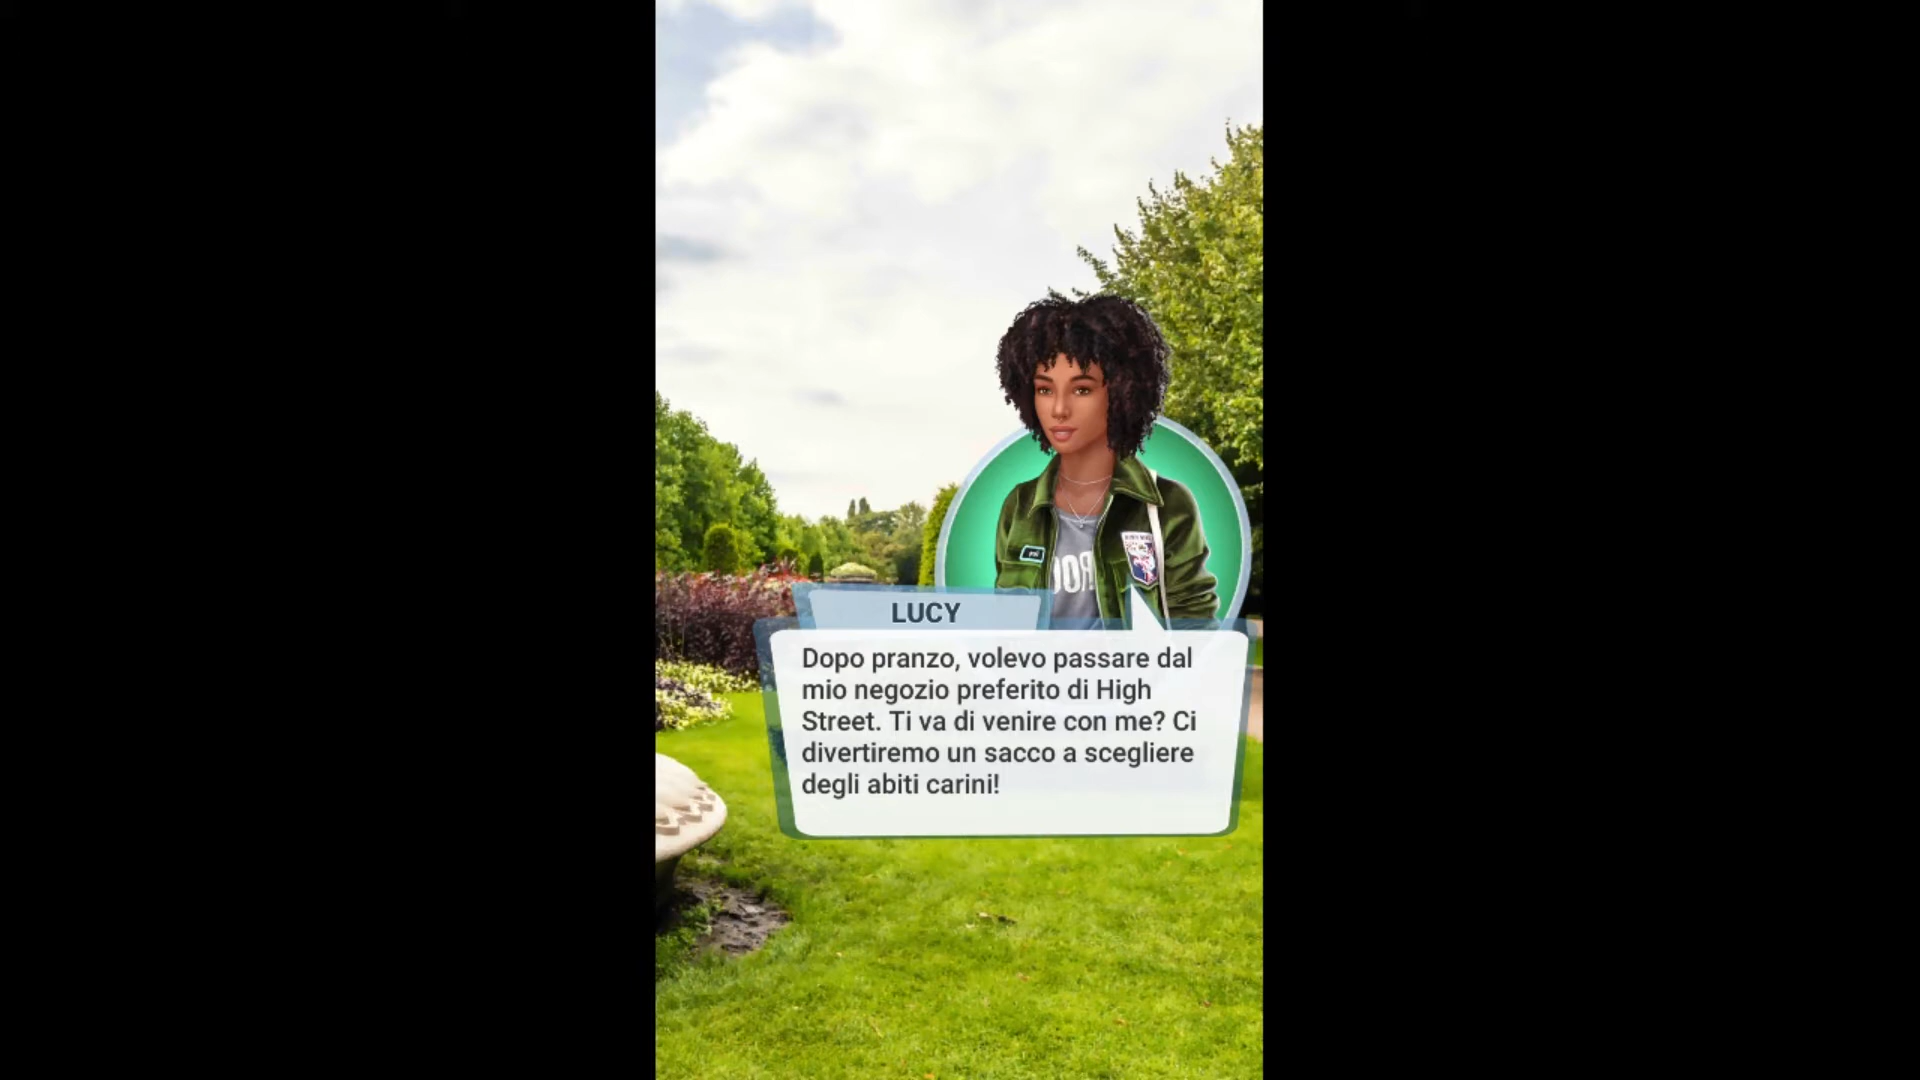 LUCY
Dopo pranzo, volevo passare dal
mio negozio preferito di High
Street. Ti va di venire con me? Ci
divertiremo un sacco a scegliere
degli abiti carini!